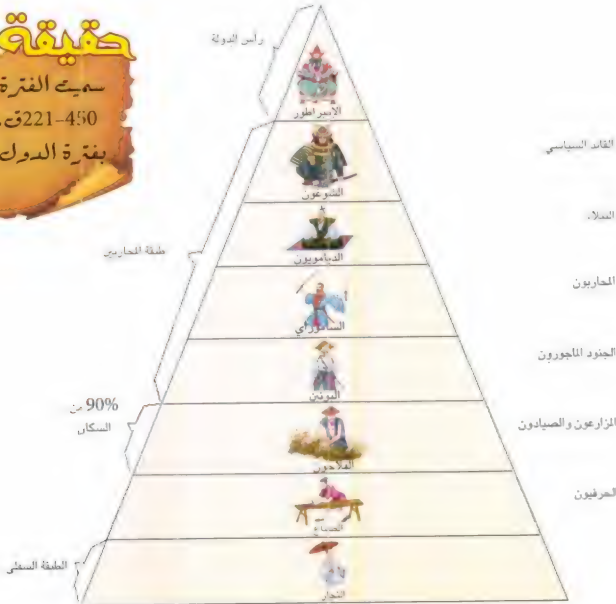 حقيقة
سميت الفترة
450–221ق.
بفترة الدول
رأس الدولة
الإمبراطور
القائد السياسي
الشوغون
النبلاء
الديامويون
طبقة المحاربين
المحاربون
الساموراي
الجنود المأجورون
الرونين
90% من
السكان
المزارعون والصيادون
الفلاحون
الحرفيون
الصناع
الطبقة السفلى
التجار